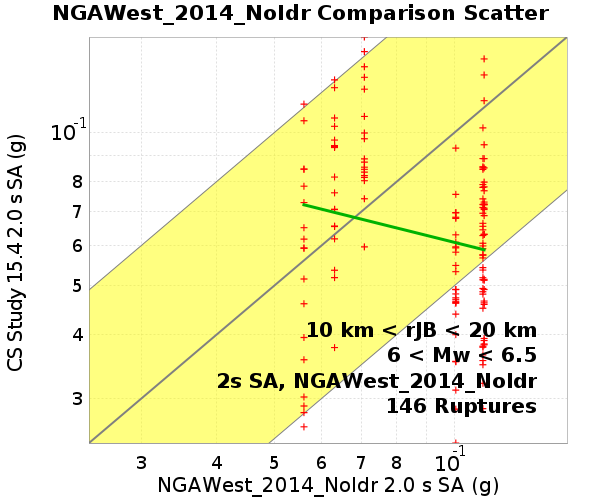 NGAWest_2014_NoIdr Comparison Scatter
CS Study 15.4 2.0 s SA (g)
10-1
8
7
6
5
4
3
10 km < rJB < 20 km
6 < Mw < 6.5
2s SA, NGAWest_2014_NoIdr
146 Ruptures
3 4 5 6 7 8 10-1
NGAWest_2014_NoIdr 2.0 s SA (g)